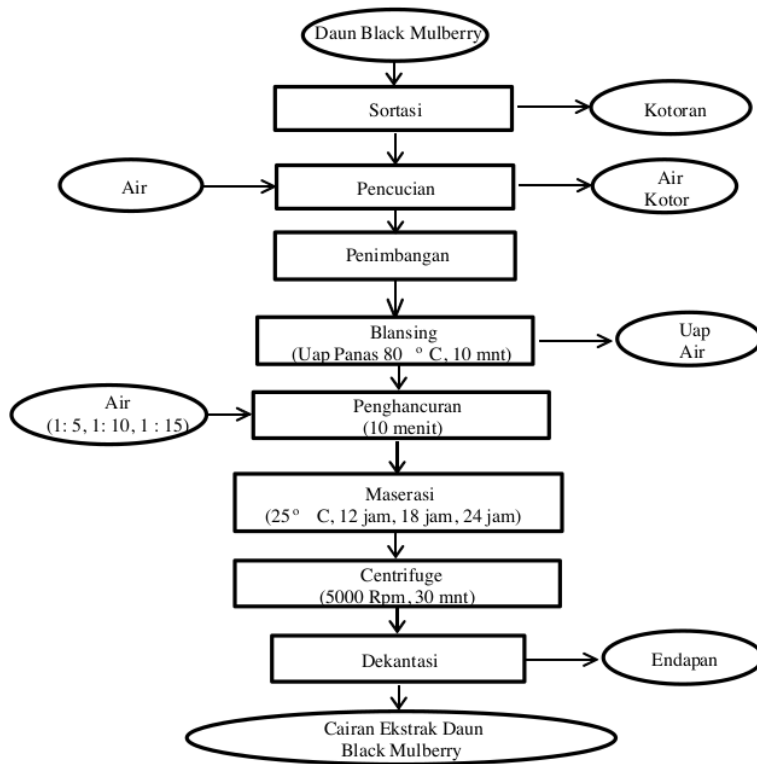 Daun Black Mulberry
Sortasi
Kotoran
Air
Pencucian
Air
Kotor
Penimbangan
Blansing
(Uap Panas 80 ° C, 10 mnt)
Uap
Air
Air
(1: 5, 1: 10, 1 : 15)
Penghancuran
(10 menit)
Maserasi
(25° C, 12 jam, 18 jam, 24 jam)
Centrifuge
(5000 Rpm, 30 mnt)
Dekantasi
Endapan
Cairan Ekstrak Daun
Black Mulberry